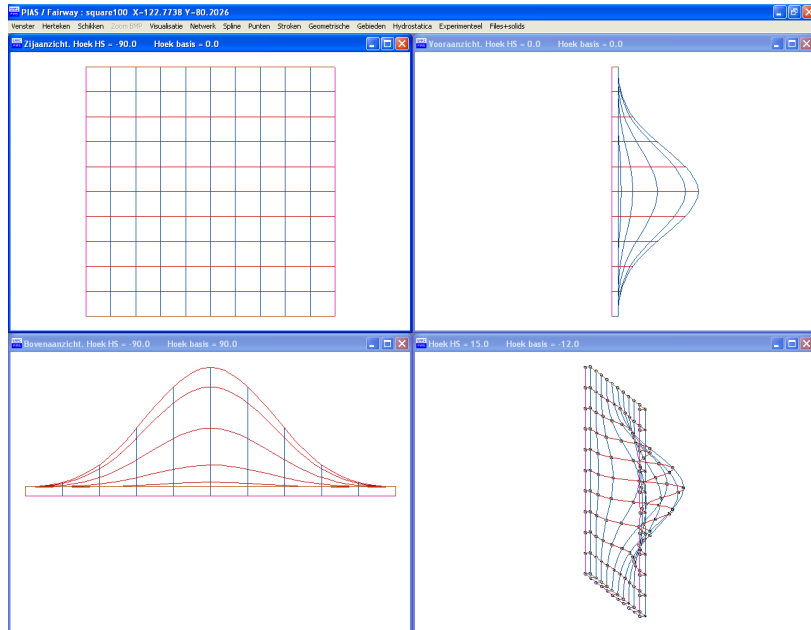 PIAS / Fairway : square100 X-122.7738 Y-80.2026
Venster Herteken Schikken Zoom BMP Visualisatie Netwerk Spline Punten Stroken Geometrische Gebieden Hydrostatica Experimenteel Files+solids
Zijaanzicht. Hoek HS = -90.0 Hoek basis = 0.0
Vooraanzicht. Hoek HS = 0.0 Hoek basis = 0.0
Bovenaanzicht. Hoek HS = -90.0 Hoek basis = 90.0
Hoek HS = 15.0 Hoek basis = -12.0